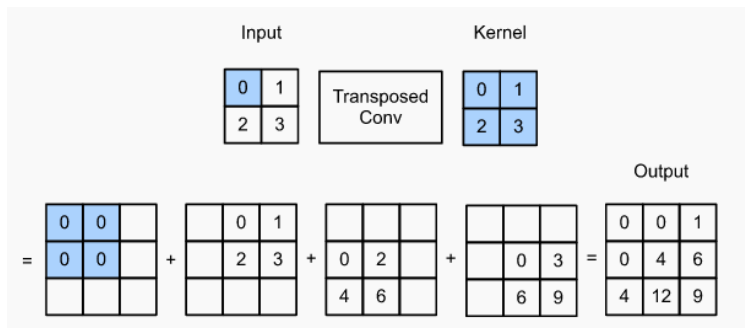 Input Kernel
0 1 Transposed Conv 0 1
2 3 2 3
Output
0 0 0 1 0 0 1
= 0 0 + 2 3 + 0 2 + 0 3 = 0 4 6
4 6 6 9 4 12 9